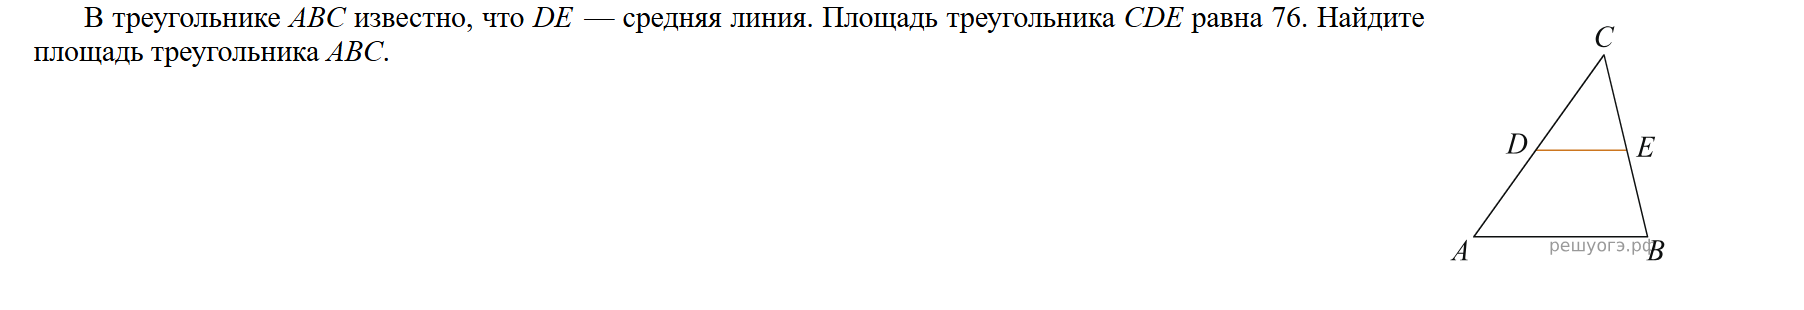 В треугольнике ABC известно, что DE — средняя линия. Площадь треугольника CDE равна 76. Найдите
площадь треугольника ABC.
C
D
E
A
решуогэ.рф
B